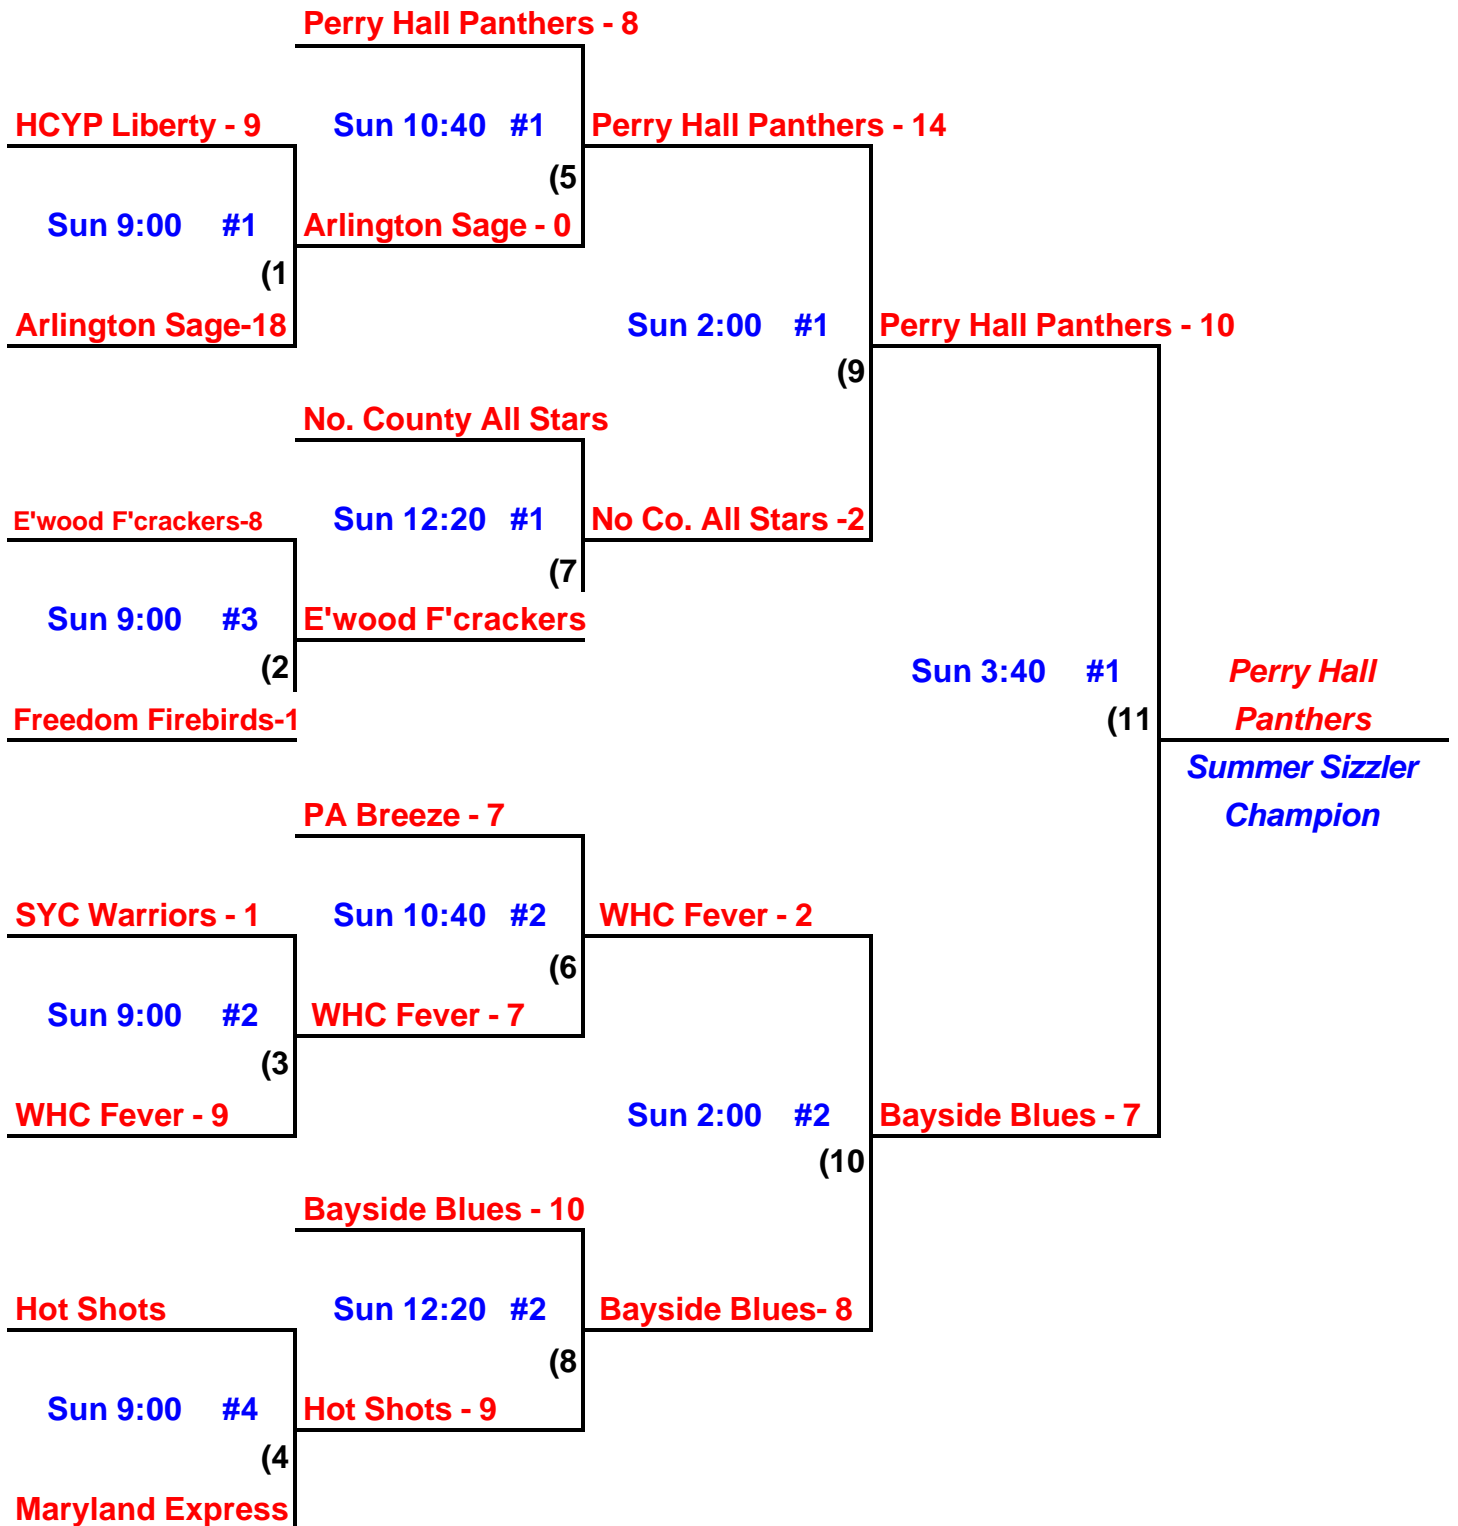 Perry Hall Panthers - 8
HCYP Liberty - 9
Sun 10:40 #1
Perry Hall Panthers - 14
(5
Sun 9:00 #1
Arlington Sage - 0
(1
Arlington Sage-18
Sun 2:00 #1
Perry Hall Panthers - 10
(9
No. County All Stars
E'wood F'crackers-8
Sun 12:20 #1
No Co. All Stars -2
(7
Sun 9:00 #3
E'wood F'crackers
(2
Sun 3:40 #1
Perry Hall
Freedom Firebirds-1
(11
Panthers
Summer Sizzler
Champion
PA Breeze - 7
SYC Warriors - 1
Sun 10:40 #2
WHC Fever - 2
(6
Sun 9:00 #2
WHC Fever - 7
(3
WHC Fever - 9
Sun 2:00 #2
Bayside Blues - 7
(10
Bayside Blues - 10
Hot Shots
Sun 12:20 #2
Bayside Blues- 8
(8
Sun 9:00 #4
Hot Shots - 9
(4
Maryland Express